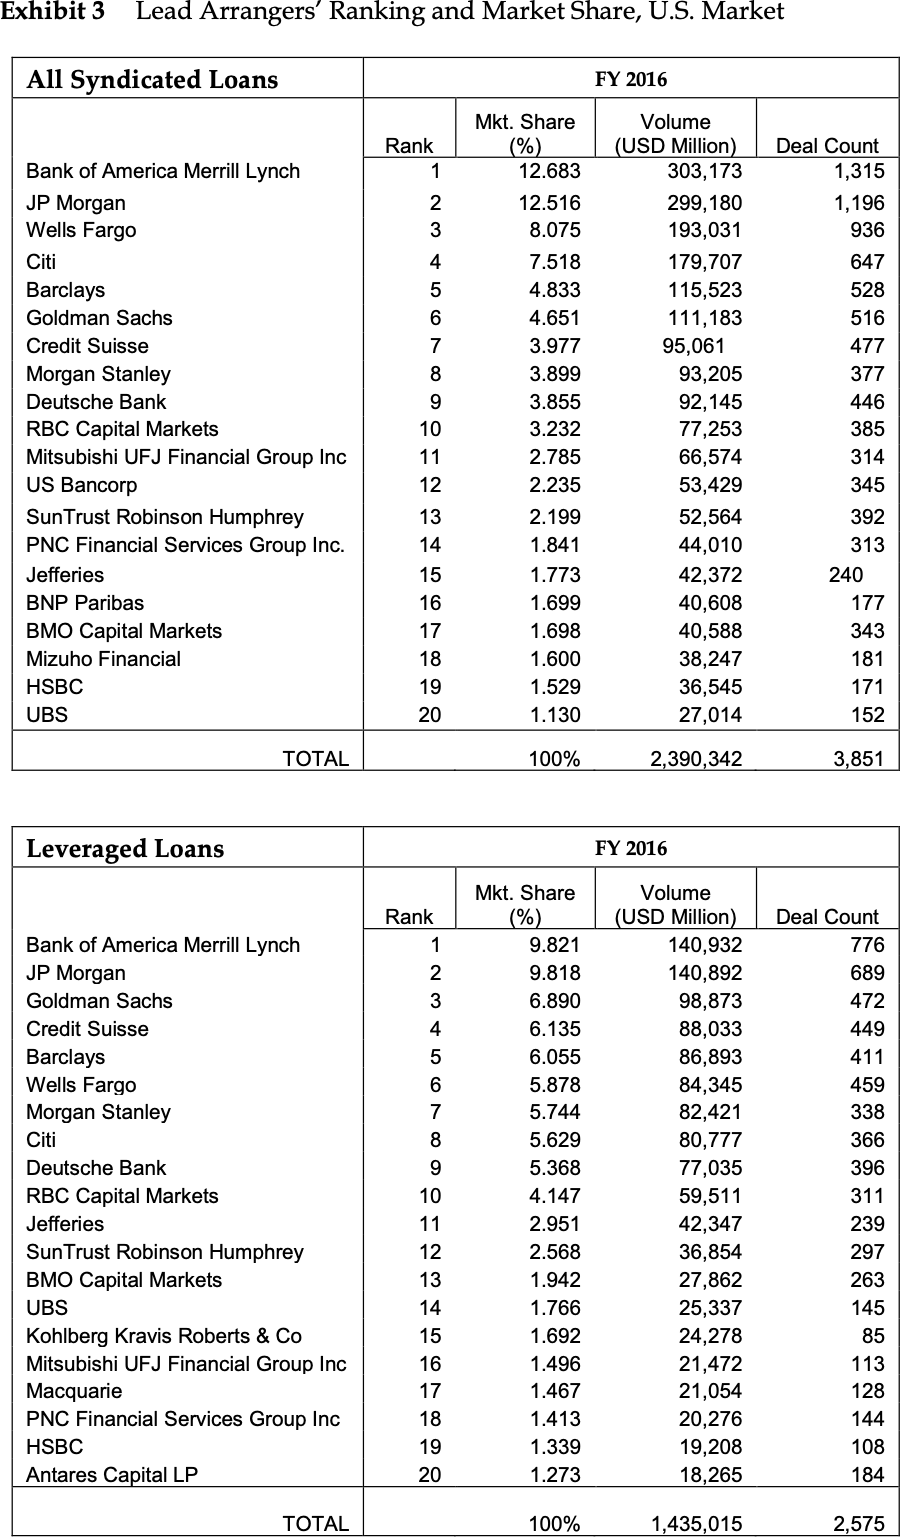 Exhibit 3 Lead Arrangers’ Ranking and Market Share, U.S. Market
All Syndicated Loans FY 2016
Rank Mkt. Share (%) Volume (USD Million) Deal Count
Bank of America Merrill Lynch 1 12.683 303,173 1,315
JP Morgan 2 12.516 299,180 1,196
Wells Fargo 3 8.075 193,031 936
Citi 4 7.518 179,707 647
Barclays 5 4.833 115,523 528
Goldman Sachs 6 4.651 111,183 516
Credit Suisse 7 3.977 95,061 477
Morgan Stanley 8 3.899 93,205 377
Deutsche Bank 9 3.855 92,145 446
RBC Capital Markets 10 3.232 77,253 385
Mitsubishi UFJ Financial Group Inc 11 2.785 66,574 314
US Bancorp 12 2.235 53,429 345
SunTrust Robinson Humphrey 13 2.199 52,564 392
PNC Financial Services Group Inc. 14 1.841 44,010 313
Jefferies 15 1.773 42,372 240
BNP Paribas 16 1.699 40,608 177
BMO Capital Markets 17 1.698 40,588 343
Mizuho Financial 18 1.600 38,247 181
HSBC 19 1.529 36,545 171
UBS 20 1.130 27,014 152
TOTAL 100% 2,390,342 3,851
Leveraged Loans FY 2016
Rank Mkt. Share (%) Volume (USD Million) Deal Count
Bank of America Merrill Lynch 1 9.821 140,932 776
JP Morgan 2 9.818 140,892 689
Goldman Sachs 3 6.890 98,873 472
Credit Suisse 4 6.135 88,033 449
Barclays 5 6.055 86,893 411
Wells Fargo 6 5.878 84,345 459
Morgan Stanley 7 5.744 82,421 338
Citi 8 5.629 80,777 366
Deutsche Bank 9 5.368 77,035 396
RBC Capital Markets 10 4.147 59,511 311
Jefferies 11 2.951 42,347 239
SunTrust Robinson Humphrey 12 2.568 36,854 297
BMO Capital Markets 13 1.942 27,862 263
UBS 14 1.766 25,337 145
Kohlberg Kravis Roberts & Co 15 1.692 24,278 85
Mitsubishi UFJ Financial Group Inc 16 1.496 21,472 113
Macquarie 17 1.467 21,054 128
PNC Financial Services Group Inc 18 1.413 20,276 144
HSBC 19 1.339 19,208 108
Antares Capital LP 20 1.273 18,265 184
TOTAL 100% 1,435,015 2,575